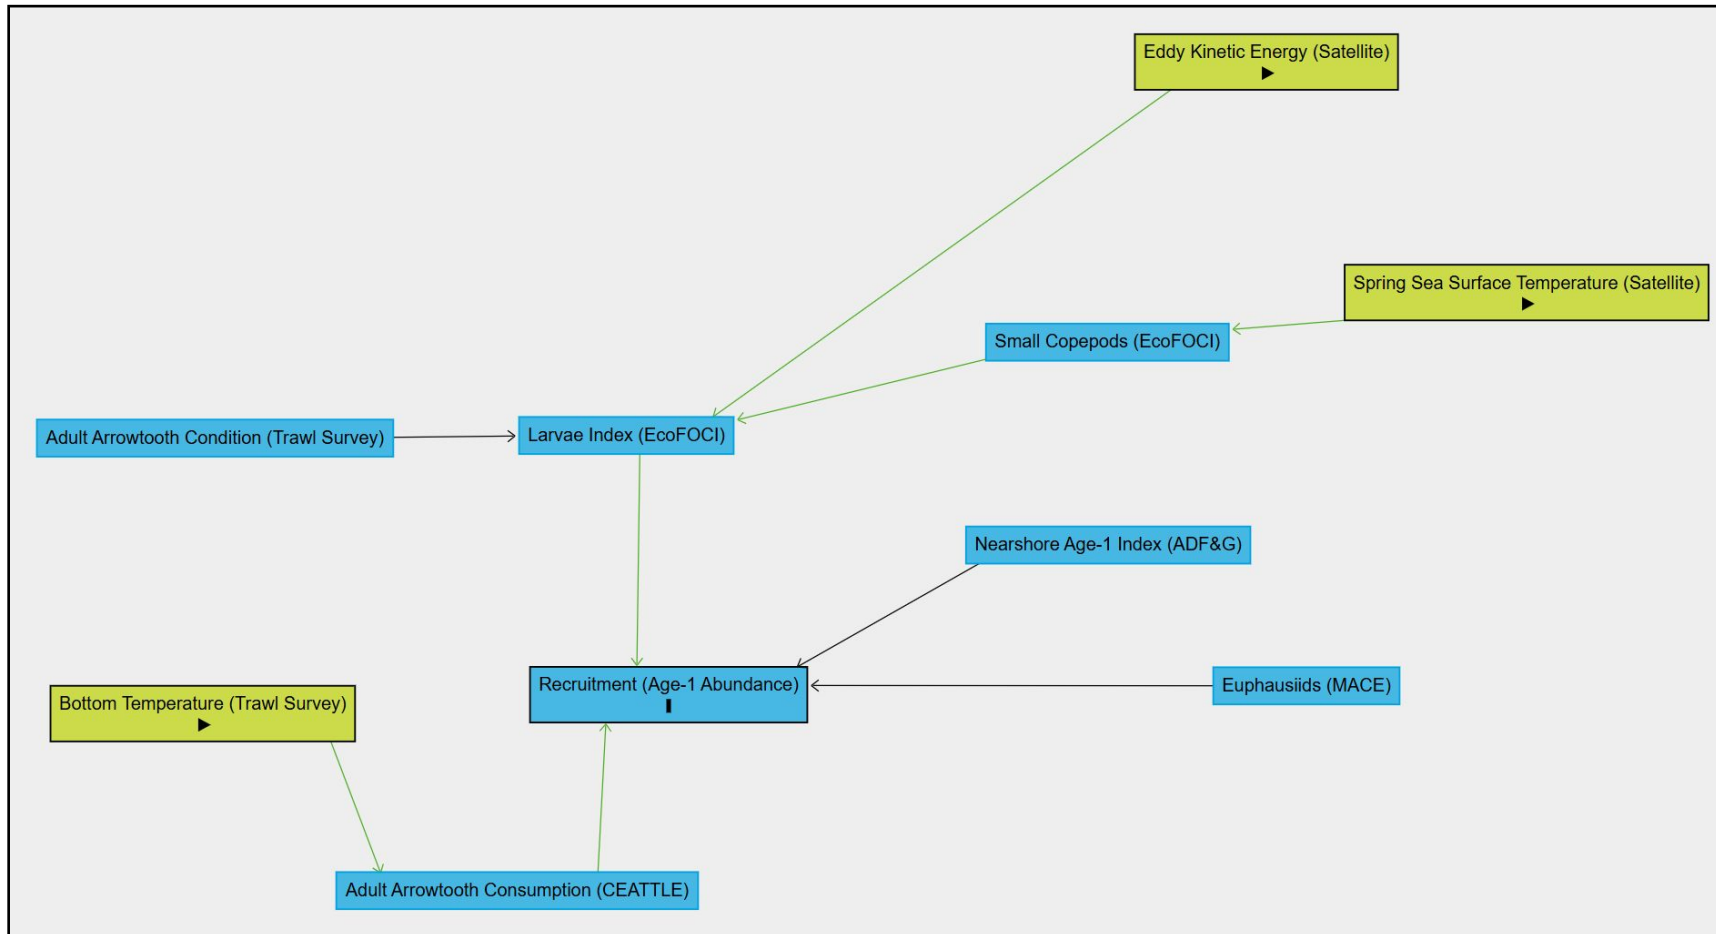 Eddy Kinetic Energy (Satellite)
Spring Sea Surface Temperature (Satellite)
Small Copepods (EcoFOCI)
Adult Arrowtooth Condition (Trawl Survey)
Larvae Index (EcoFOCI)
Nearshore Age-1 Index (ADF&G)
Recruitment (Age-1 Abundance)
Euphausiids (MACE)
Bottom Temperature (Trawl Survey)
Adult Arrowtooth Consumption (CEATTLE)